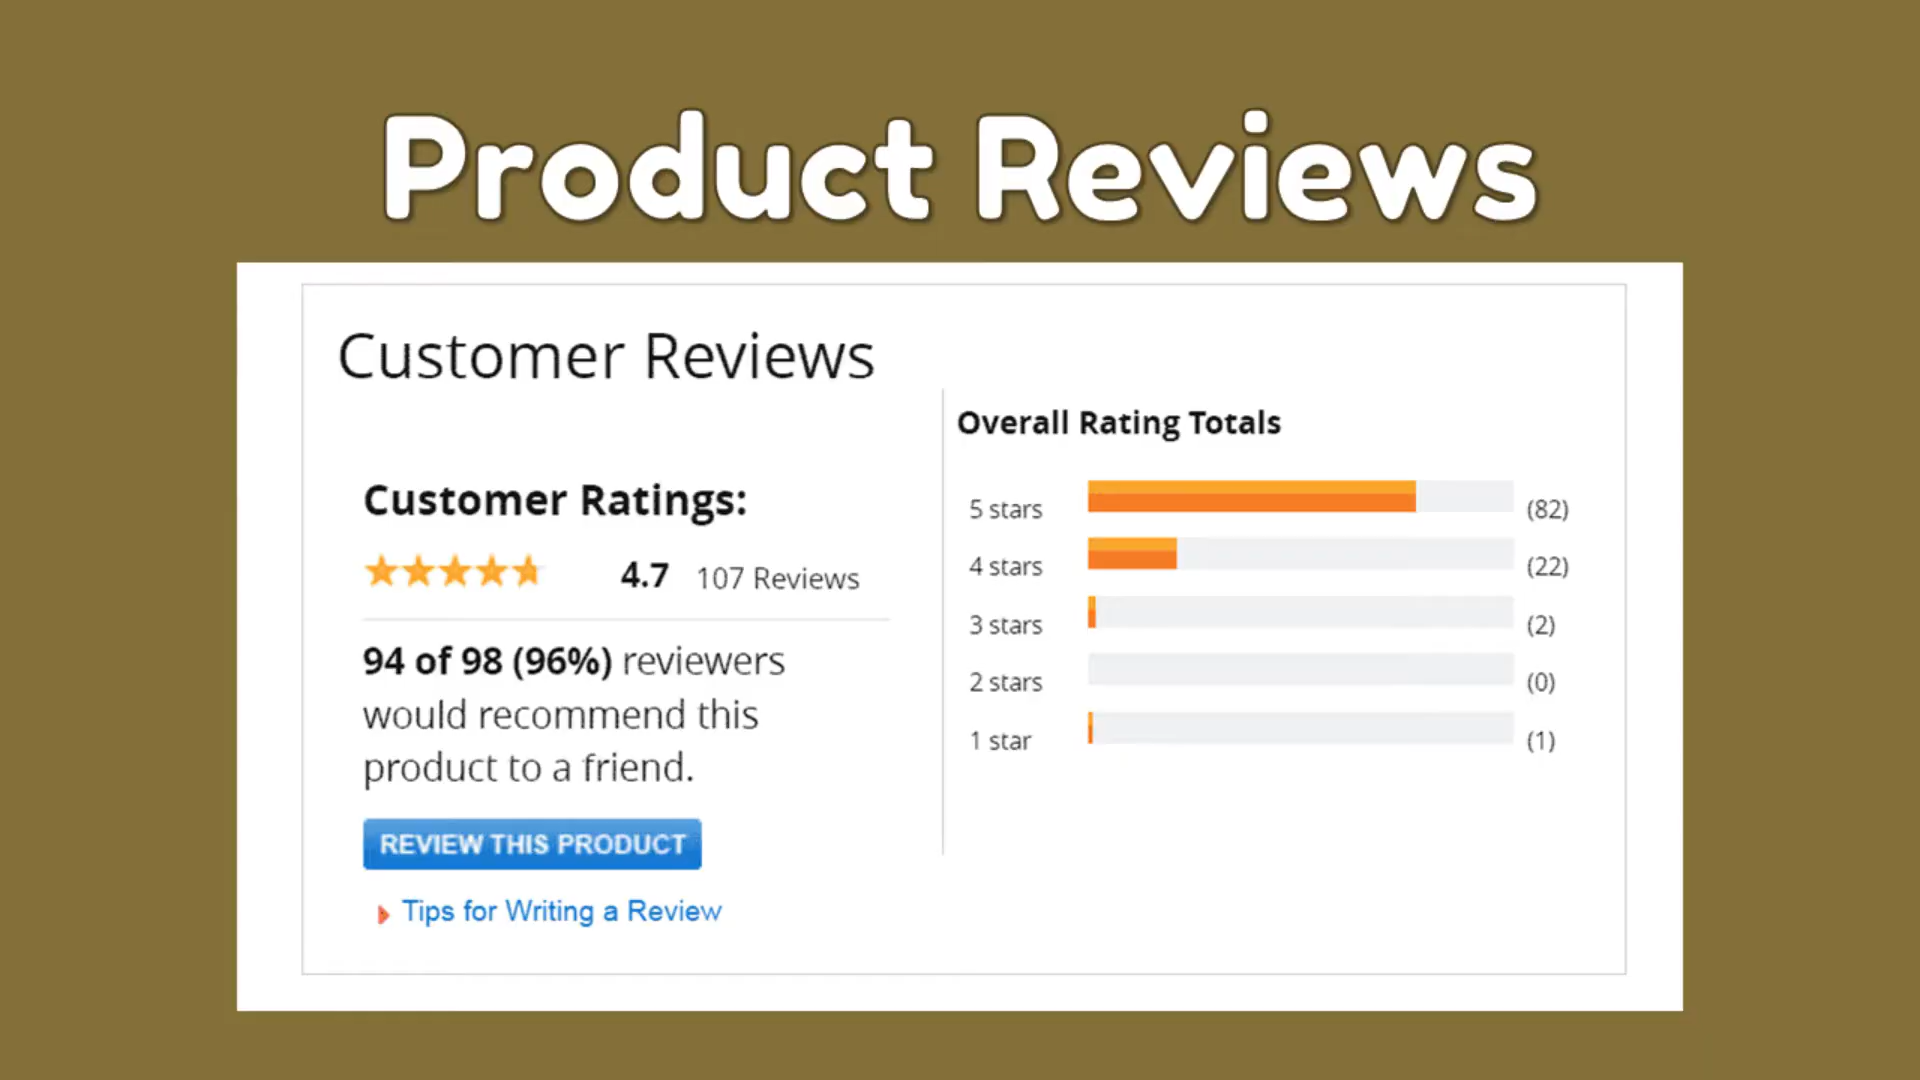 Product Reviews
Customer Reviews
Customer Ratings:
4.7 107 Reviews
94 of 98 (96%) reviewers
would recommend this
product to a friend.
REVIEW THIS PRODUCT
Tips for Writing a Review
Overall Rating Totals
5 stars (82)
4 stars (22)
3 stars (2)
2 stars (0)
1 star (1)